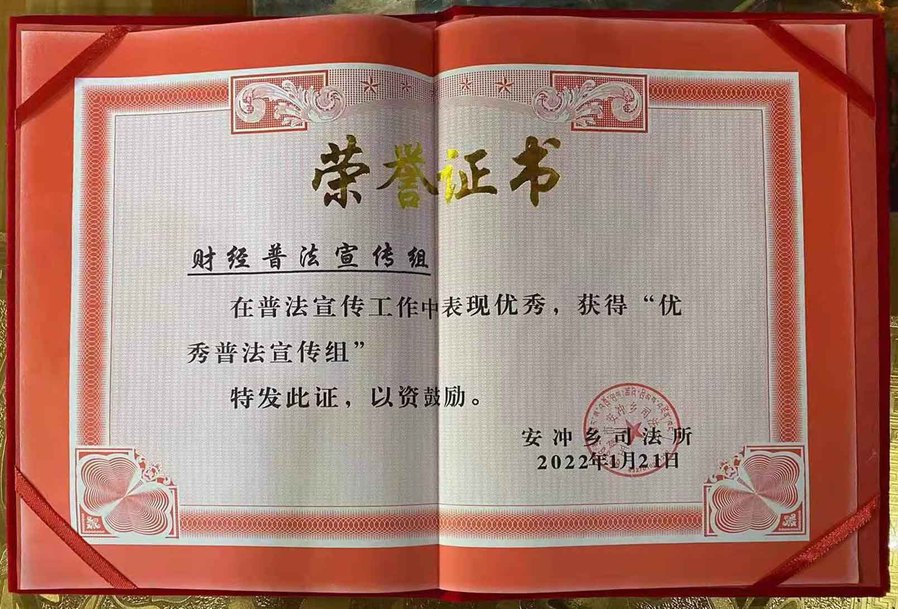 荣誉证书
财经普法宣传组
在普法宣传工作中表现优秀，获得“优
秀普法宣传组”
特发此证，以资鼓励。
安冲乡司法所
2022年1月21日